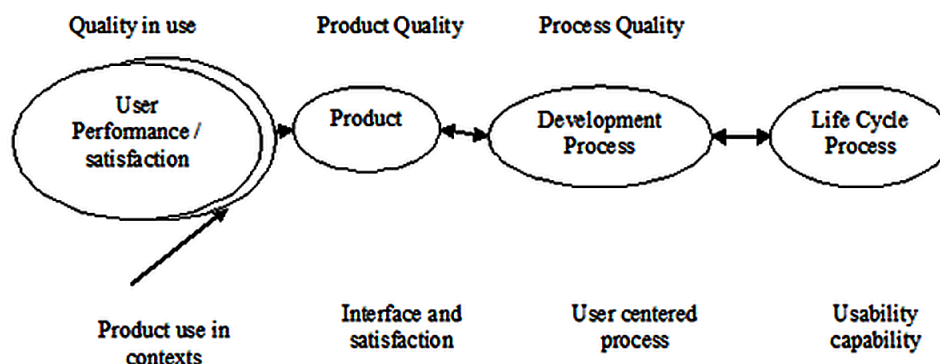 Quality in use
Product Quality
Process Quality
User
Performance /
satisfaction
Product
Development
Process
Life Cycle
Process
Product use in
contexts
Interface and
satisfaction
User centered
process
Usability
capability